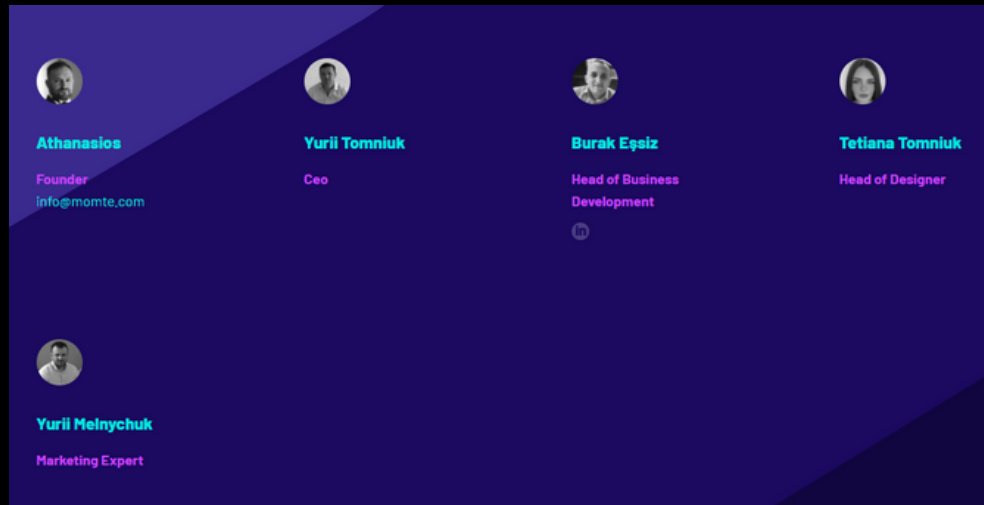 Athanasios
Founder
info@momte.com
Yurii Tomniuk
Ceo
Burak Eşsiz
Head of Business
Development
in
Tetiana Tomniuk
Head of Designer
Yurii Melnychuk
Marketing Expert